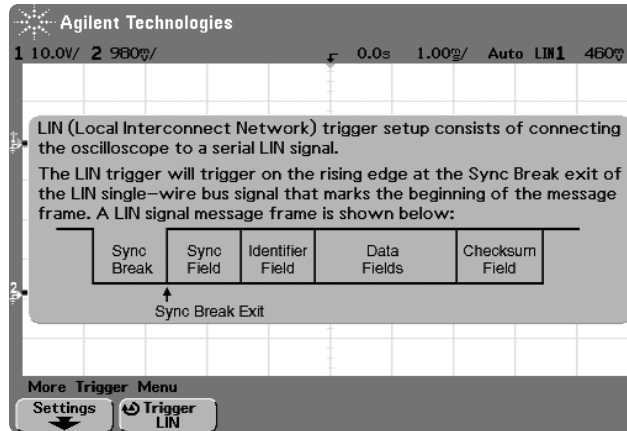 Agilent Technologies
1 10.0V/ 2 980mV/ 0.0s 1.00ms/ Auto LIN1 460mV
LIN (Local Interconnect Network) trigger setup consists of connecting
the oscilloscope to a serial LIN signal.
The LIN trigger will trigger on the rising edge at the Sync Break exit of
the LIN single-wire bus signal that marks the beginning of the message
frame. A LIN signal message frame is shown below:
Sync Sync Identifier Data Checksum
Break Field Field Fields Field
Sync Break Exit
1
2
More Trigger Menu
Settings Trigger
LIN